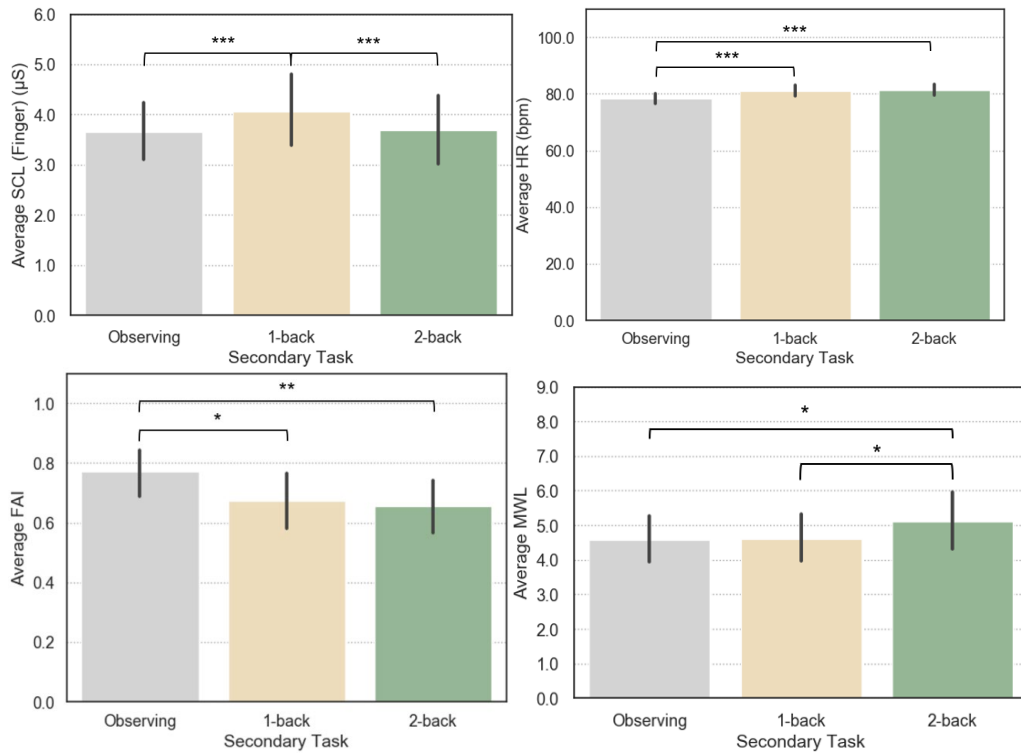 Average SCL (Finger) (μS)
6.0
5.0
4.0
3.0
2.0
1.0
0.0
***
***
Observing
1-back
2-back
Secondary Task
Average HR (bpm)
100.0
80.0
60.0
40.0
20.0
0.0
***
***
Observing
1-back
2-back
Secondary Task
Average FAI
1.0
0.8
0.6
0.4
0.2
0.0
**
*
Observing
1-back
2-back
Secondary Task
Average MWL
9.0
8.0
7.0
6.0
5.0
4.0
3.0
2.0
1.0
0.0
*
*
Observing
1-back
2-back
Secondary Task